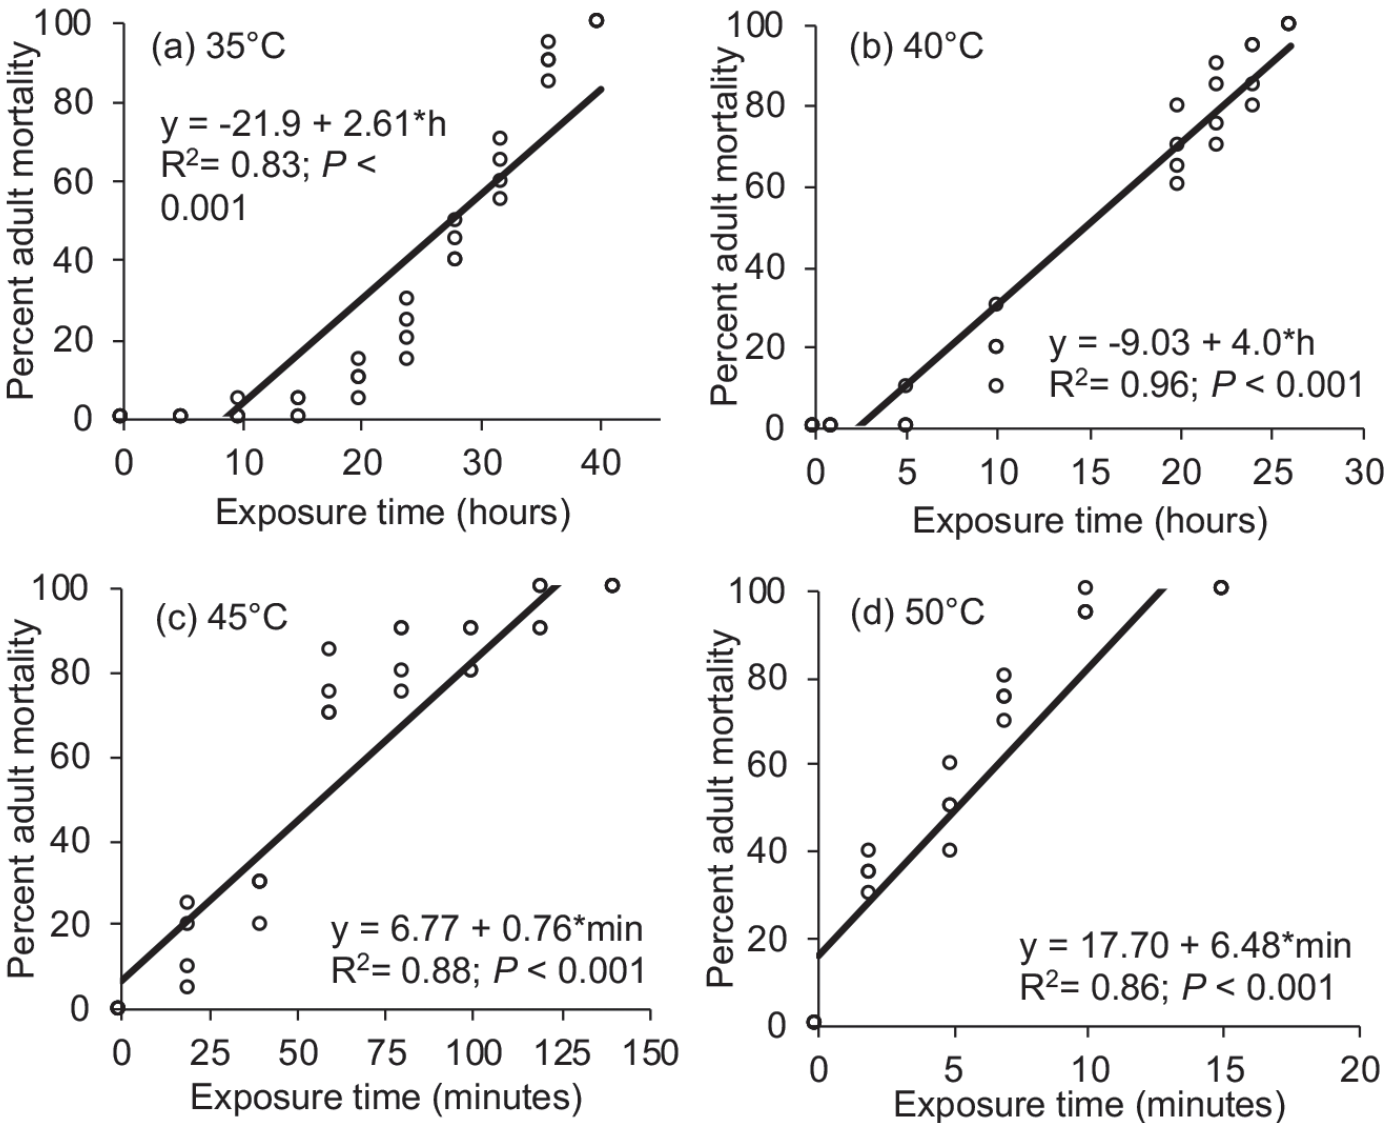 (a) 35°C
y = -21.9 + 2.61*h
R²= 0.83; P <
0.001
Percent adult mortality
100
80
60
40
20
0
0 10 20 30 40
Exposure time (hours)
(b) 40°C
y = -9.03 + 4.0*h
R²= 0.96; P < 0.001
Percent adult mortality
100
80
60
40
20
0
0 5 10 15 20 25 30
Exposure time (hours)
(c) 45°C
y = 6.77 + 0.76*min
R²= 0.88; P < 0.001
Percent adult mortality
100
80
60
40
20
0
0 25 50 75 100 125 150
Exposure time (minutes)
(d) 50°C
y = 17.70 + 6.48*min
R²= 0.86; P < 0.001
Percent adult mortality
100
80
60
40
20
0
0 5 10 15 20
Exposure time (minutes)